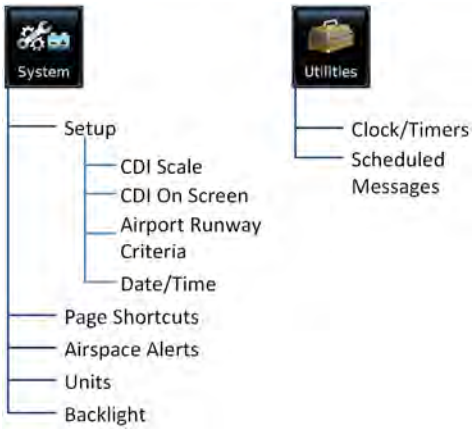 System
Setup
CDI Scale
CDI On Screen
Airport Runway
Criteria
Date/Time
Page Shortcuts
Airspace Alerts
Units
Backlight
Utilities
Clock/Timers
Scheduled
Messages